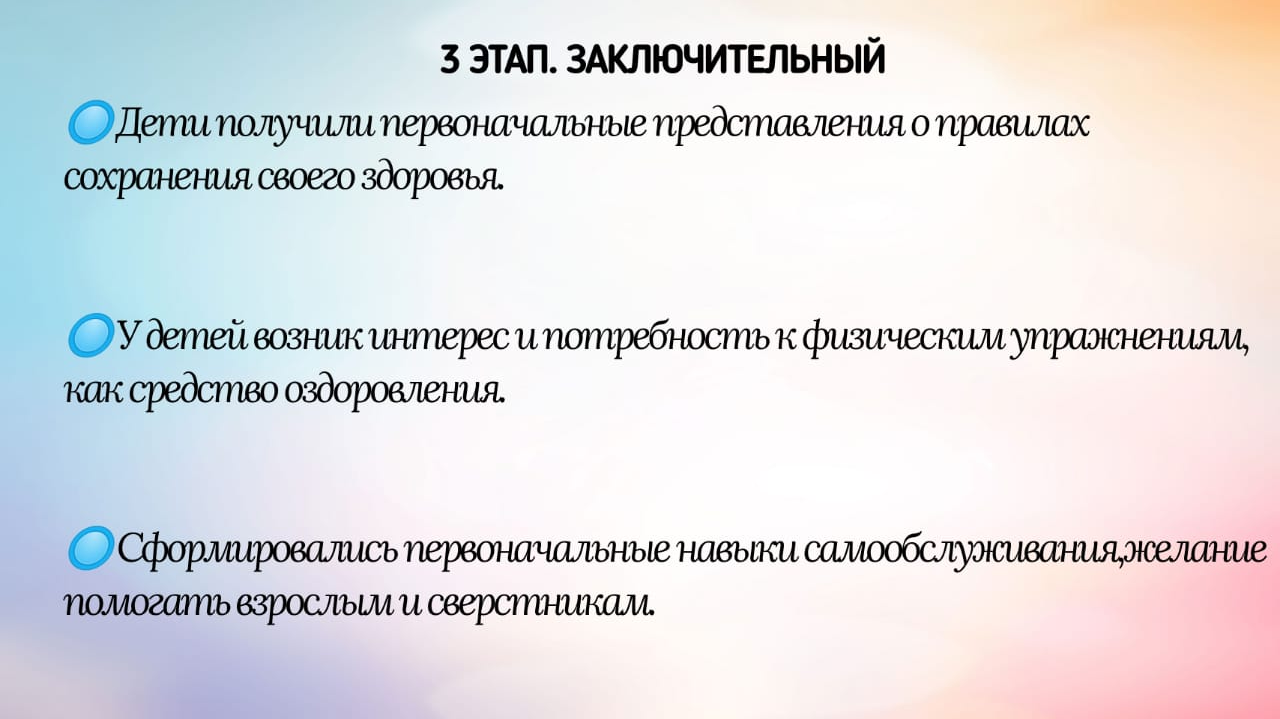 3 ЭТАП. ЗАКЛЮЧИТЕЛЬНЫЙ
Дети получили первоначальные представления о правилах
сохранения своего здоровья.
У детей возник интерес и потребность к физическим упражнениям,
как средство оздоровления.
Сформировались первоначальные навыки самообслуживания,желание
помогать взрослым и сверстникам.